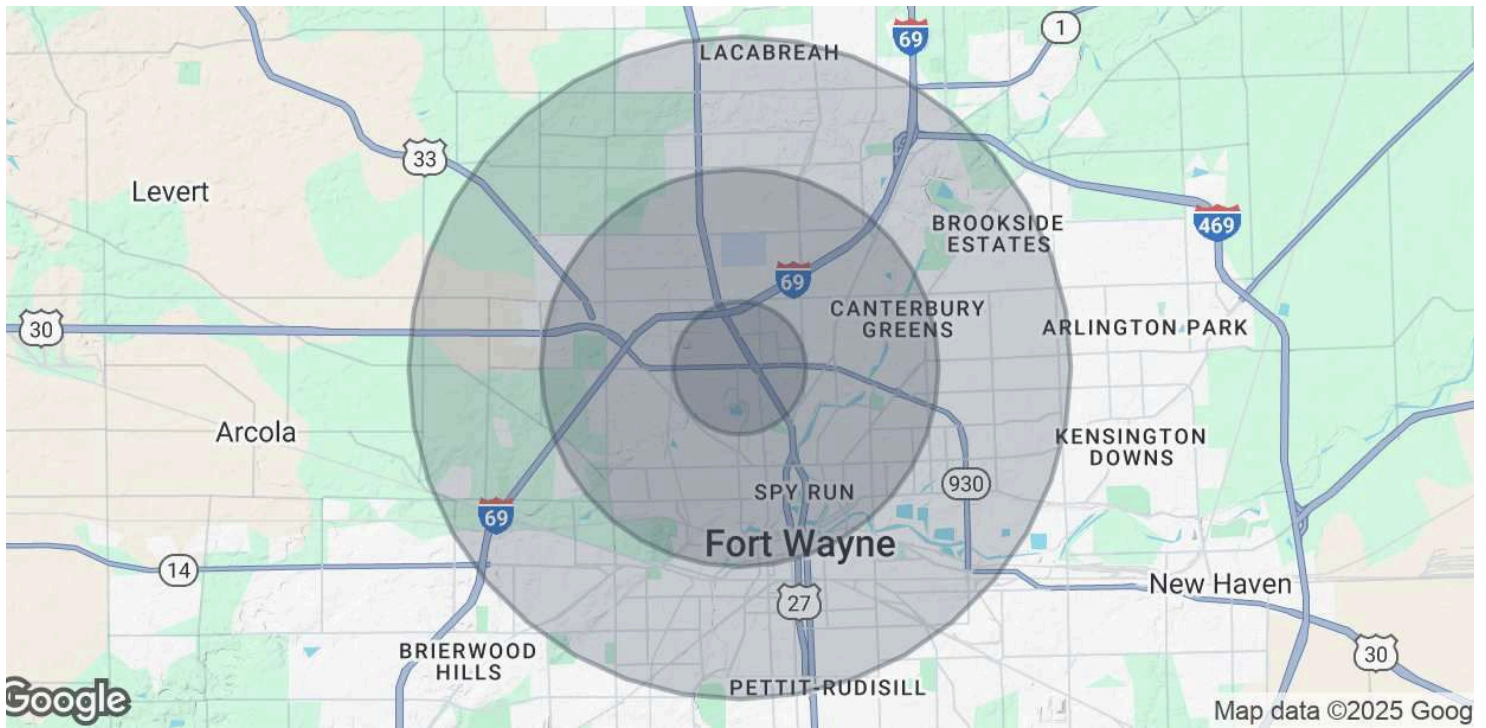 LACABREAH
69
1
33
Levert
BROOKSIDE
ESTATES
469
69
30
CANTERBURY
GREENS
ARLINGTON PARK
Arcola
KENSINGTON
DOWNS
SPY RUN
930
69
Fort Wayne
14
New Haven
27
BRIERWOOD
HILLS
30
PETTIT-RUDISILL
Google
Map data ©2025 Goog